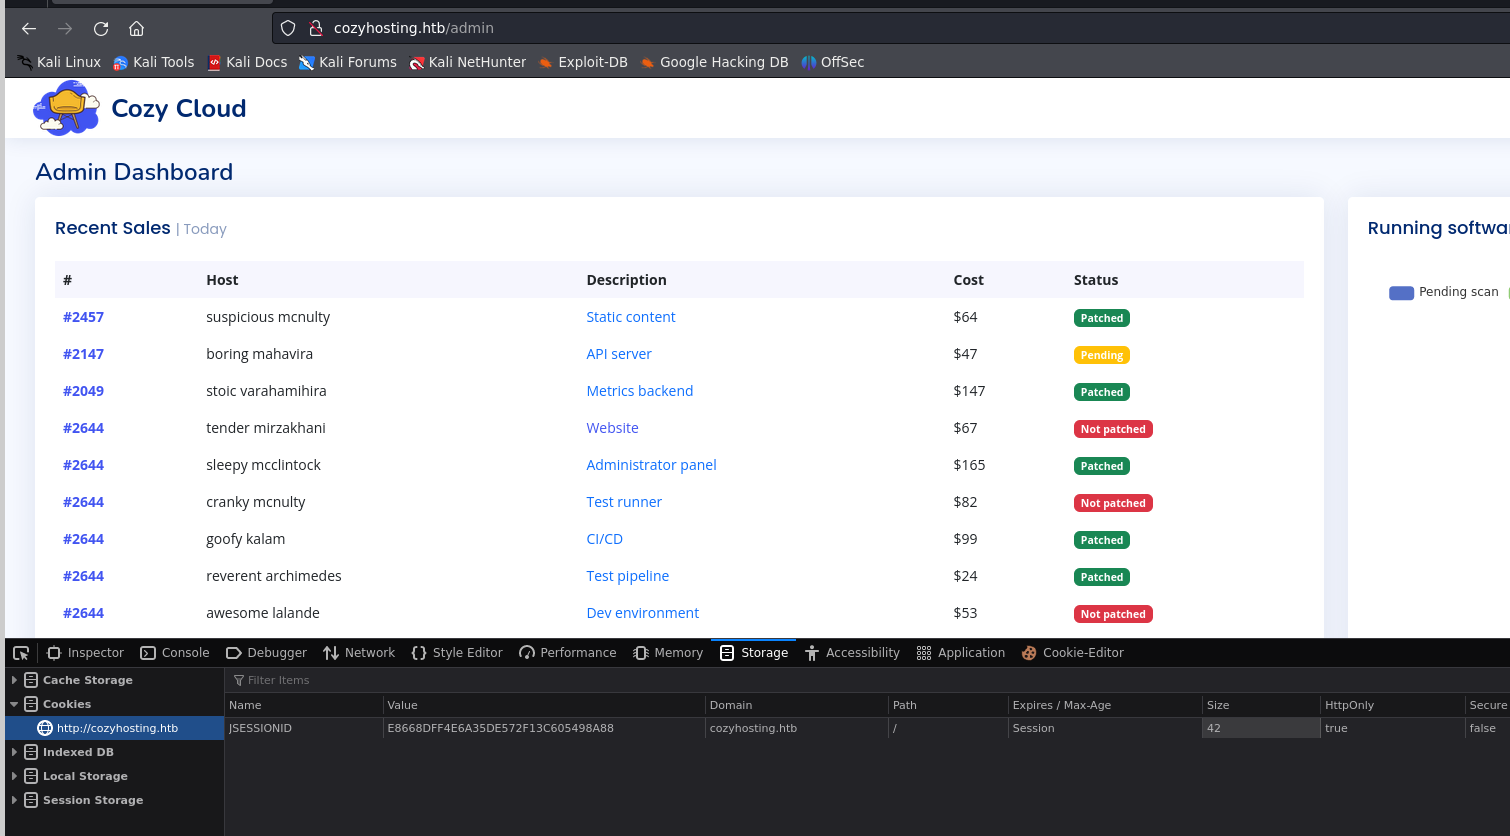 cozyhosting.htb/admin
Kali Linux Kali Tools Kali Docs Kali Forums Kali NetHunter Exploit-DB Google Hacking DB OffSec
Cozy Cloud
Admin Dashboard
Recent Sales | Today
Running softwar
# Host Description Cost Status
Pending scan
#2457 suspicious mcnulty Static content $64 Patched
#2147 boring mahavira API server $47 Pending
#2049 stoic varahamihira Metrics backend $147 Patched
#2644 tender mirzakhani Website $67 Not patched
#2644 sleepy mcclintock Administrator panel $165 Patched
#2644 cranky mcnulty Test runner $82 Not patched
#2644 goofy kalam CI/CD $99 Patched
#2644 reverent archimedes Test pipeline $24 Patched
#2644 awesome lalande Dev environment $53 Not patched
Inspector Console Debugger Network Style Editor Performance Memory Storage Accessibility Application Cookie-Editor
Cache Storage
Cookies
http://cozyhosting.htb
Indexed DB
Local Storage
Session Storage
Filter Items
Name Value Domain Path Expires / Max-Age Size HttpOnly Secure
JSESSIONID E8668DFF4E6A35DE572F13C605498A88 cozyhosting.htb / Session 42 true false